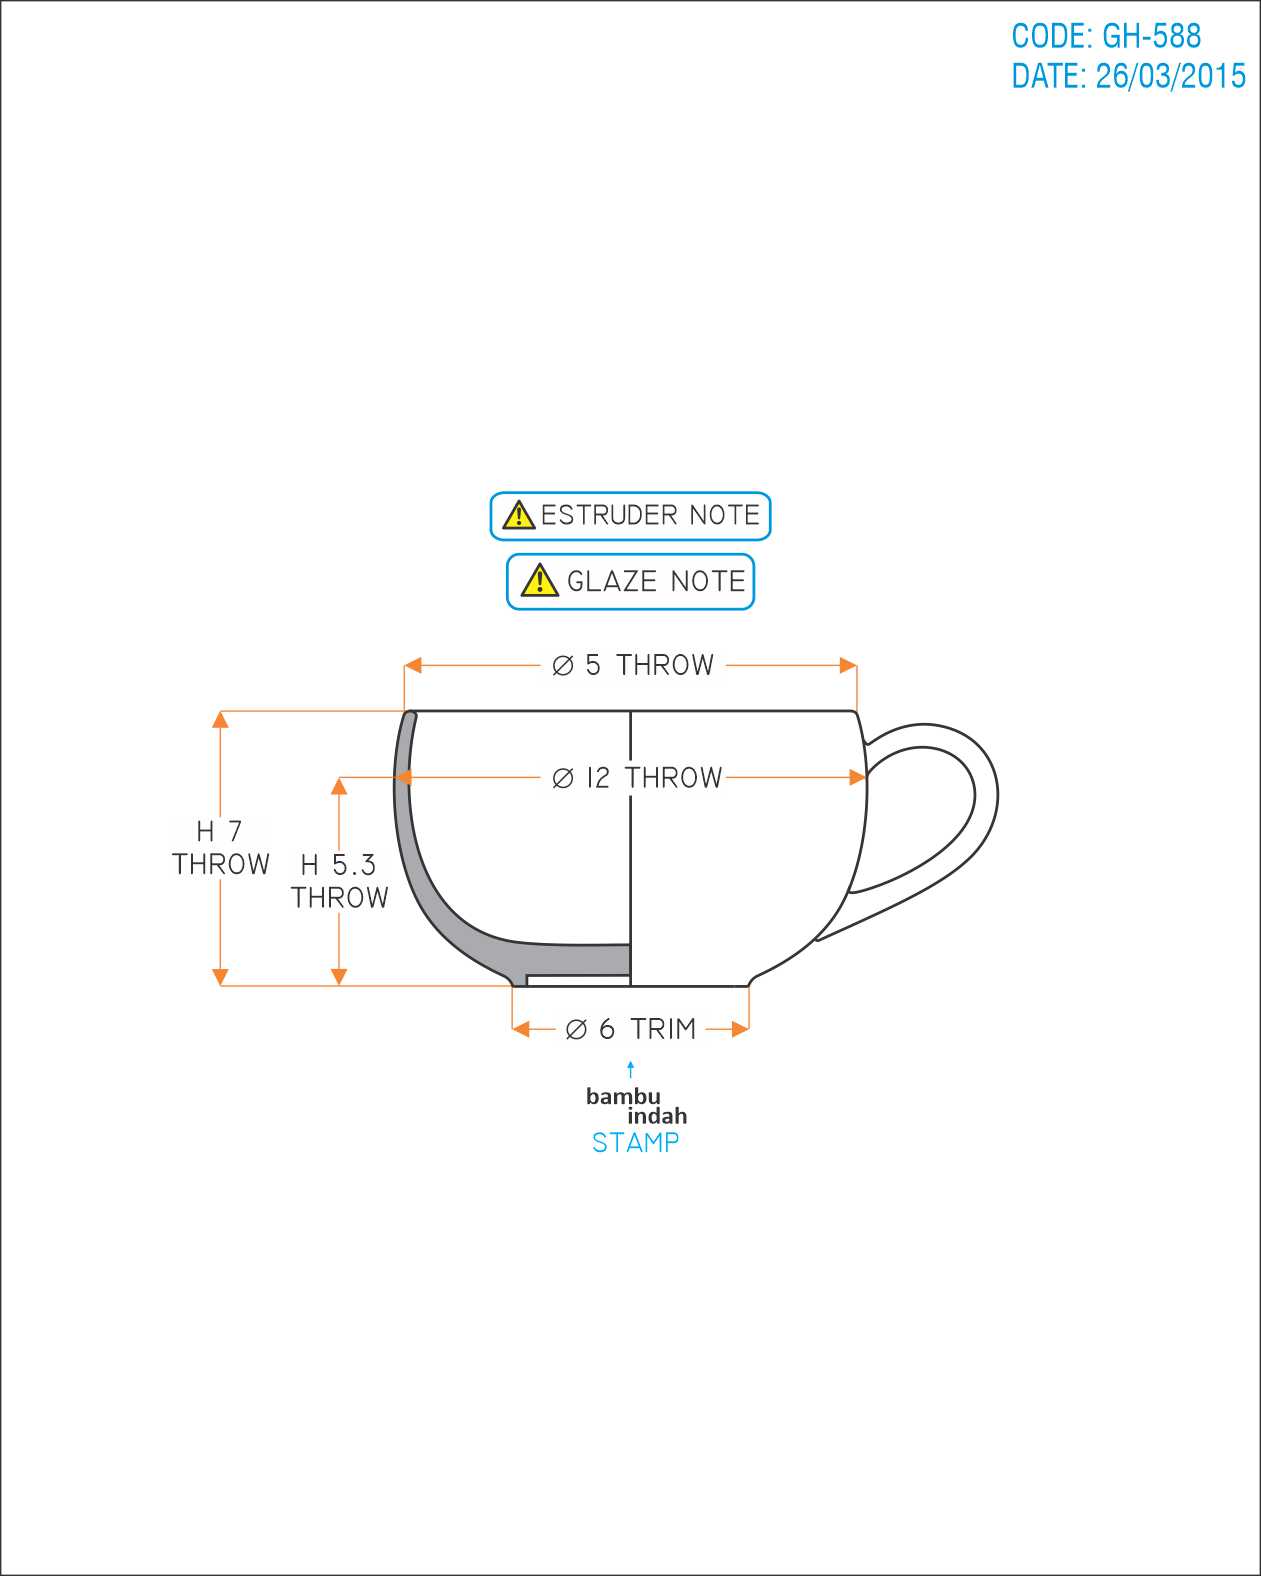 CODE: GH-588
DATE: 26/03/2015
ESTRUDER NOTE
GLAZE NOTE
∅ 5 THROW
∅ 12 THROW
H 7
THROW
H 5.3
THROW
∅ 6 TRIM
bambu
indah
STAMP